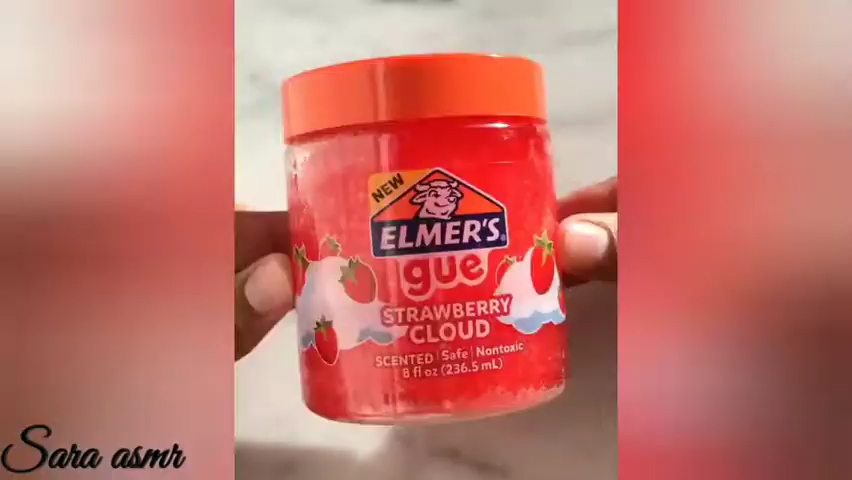 NEW
ELMER'S
gue
STRAWBERRY
CLOUD
SCENTED | Safe | Nontoxic
8 fl oz (236.5 mL)
Sara asmr